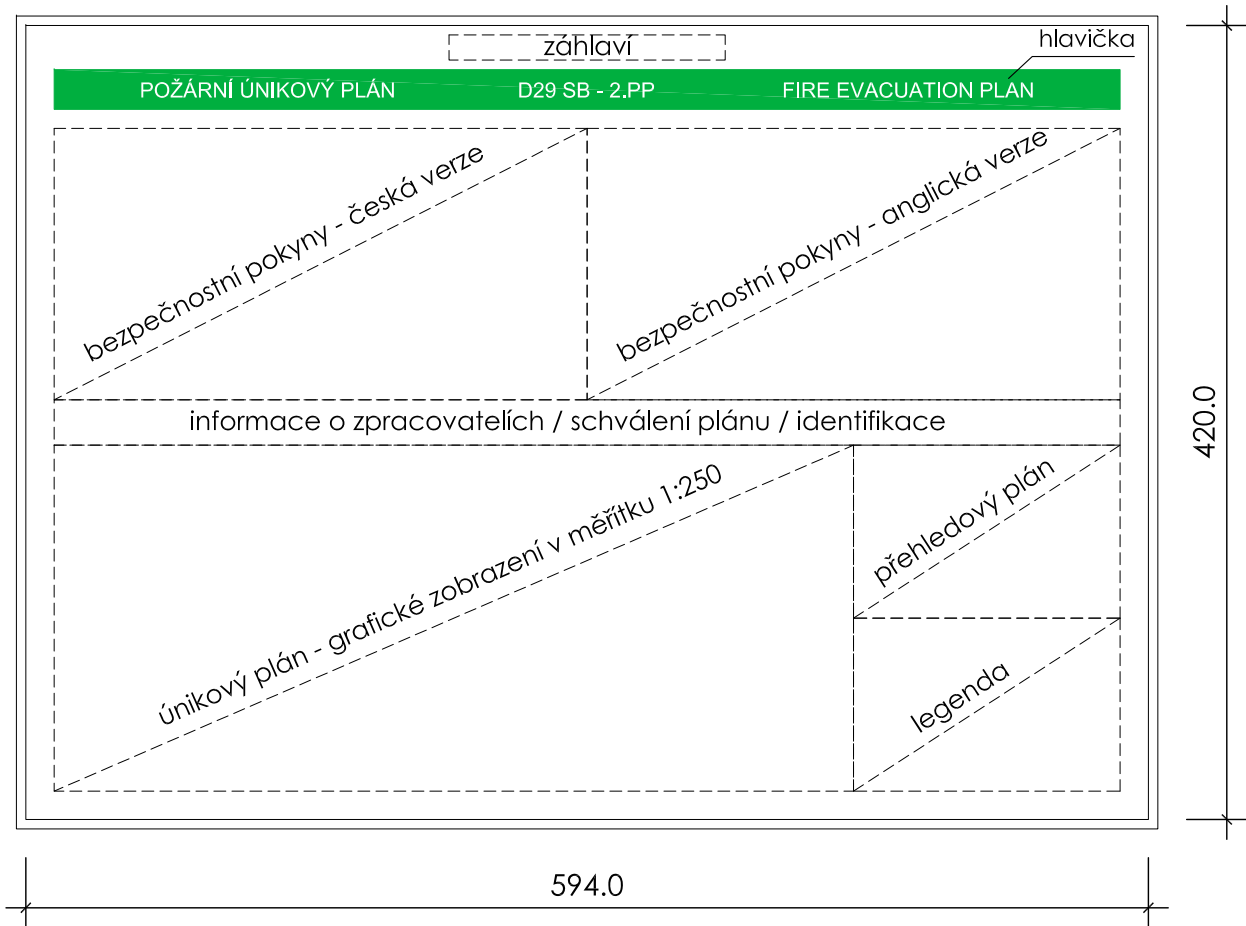 záhlaví
hlavička
POŽÁRNÍ ÚNIKOVÝ PLÁN D29 SB - 2.PP FIRE EVACUATION PLAN
bezpečnostní pokyny - česká verze
bezpečnostní pokyny - anglická verze
informace o zpracovatelích / schválení plánu / identifikace
únikový plán - grafické zobrazení v měřítku 1:250
přehledový plán
legenda
420.0
594.0